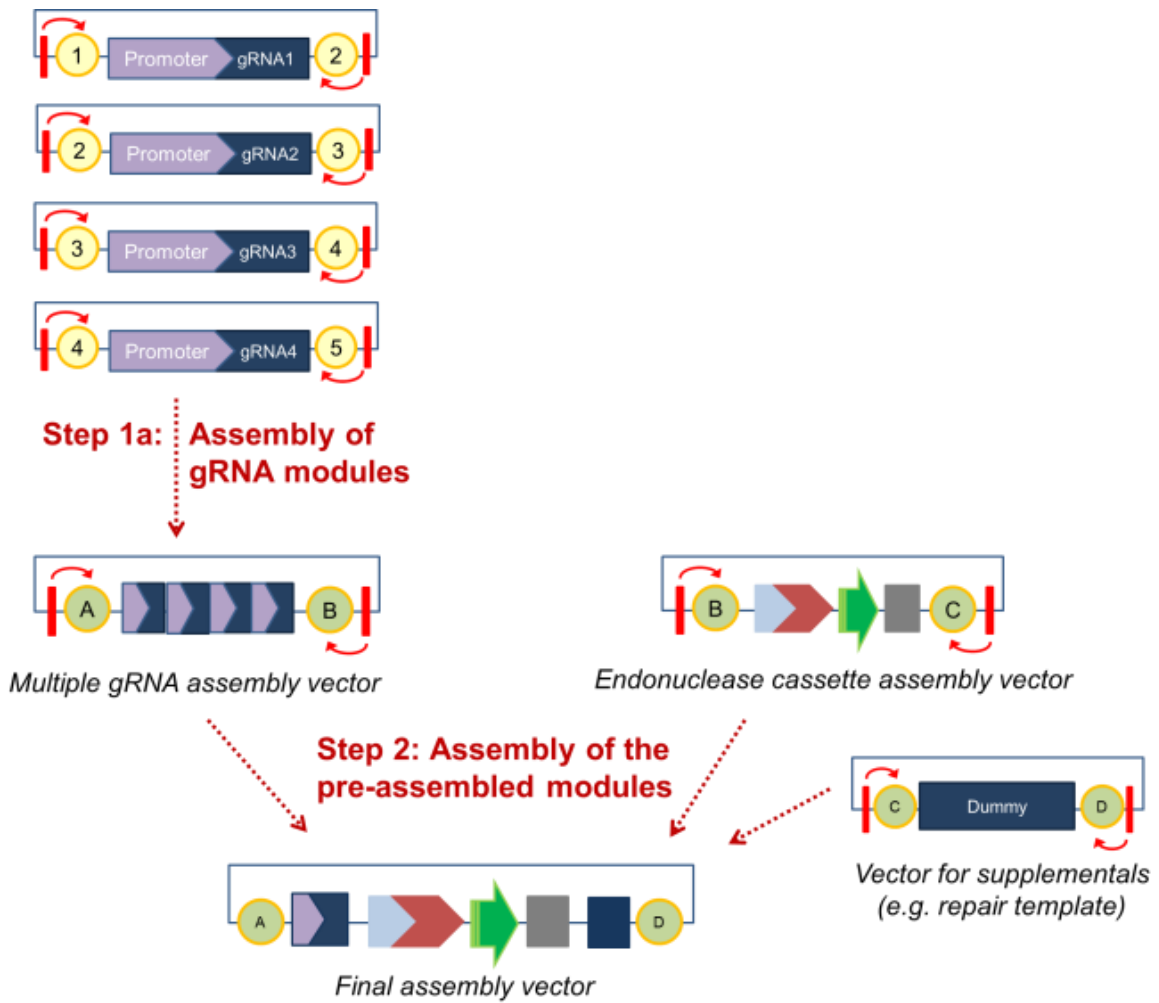 1 Promoter gRNA1 2
2 Promoter gRNA2 3
3 Promoter gRNA3 4
4 Promoter gRNA4 5
Step 1a: Assembly of
gRNA modules
A B
Multiple gRNA assembly vector
B C
Endonuclease cassette assembly vector
Step 2: Assembly of the
pre-assembled modules
C Dummy D
Vector for supplementals
(e.g. repair template)
A D
Final assembly vector